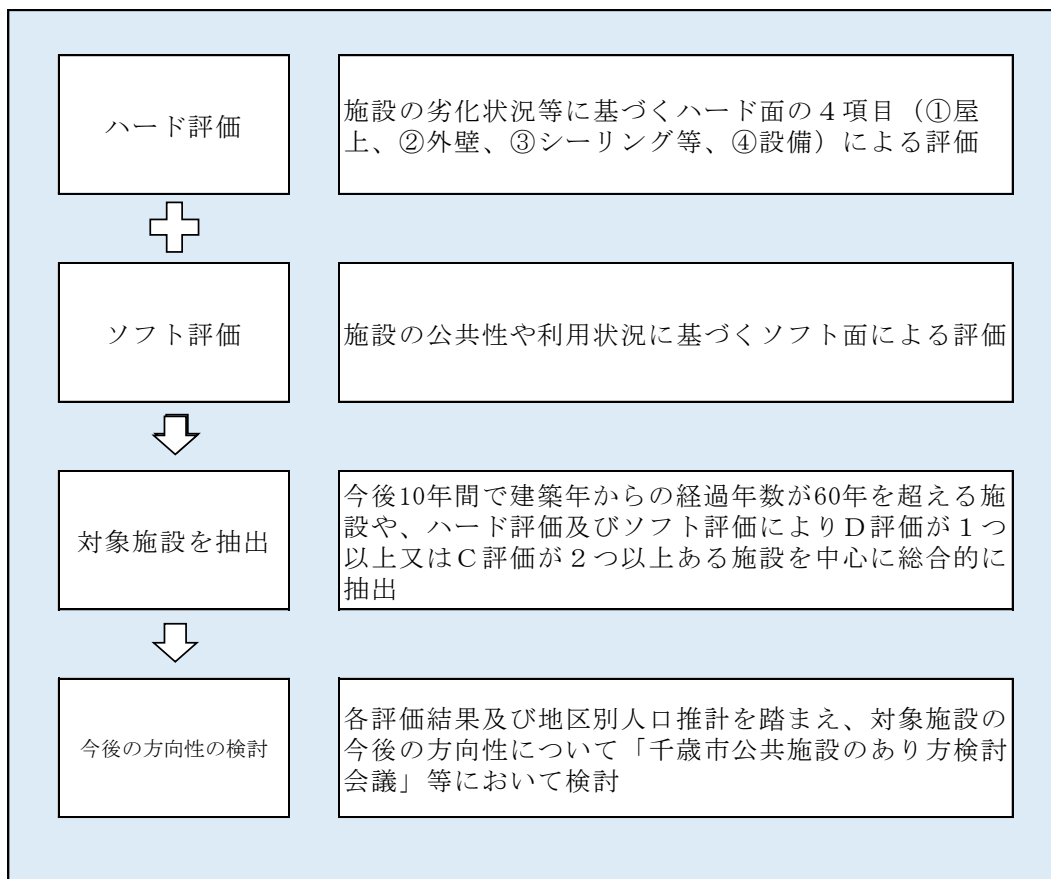 ハード評価
施設の劣化状況等に基づくハード面の４項目（①屋
上、②外壁、③シーリング等、④設備）による評価
ソフト評価
施設の公共性や利用状況に基づくソフト面による評価
対象施設を抽出
今後10年間で建築年からの経過年数が60年を超える施
設や、ハード評価及びソフト評価によりＤ評価が１つ
以上又はＣ評価が２つ以上ある施設を中心に総合的に
抽出
今後の方向性の検討
各評価結果及び地区別人口推計を踏まえ、対象施設の
今後の方向性について「千歳市公共施設のあり方検討
会議」等において検討